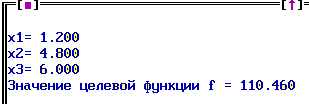 [■] [↑]
x1= 1.200
x2= 4.800
x3= 6.000
Значение целевой функции f = 110.460